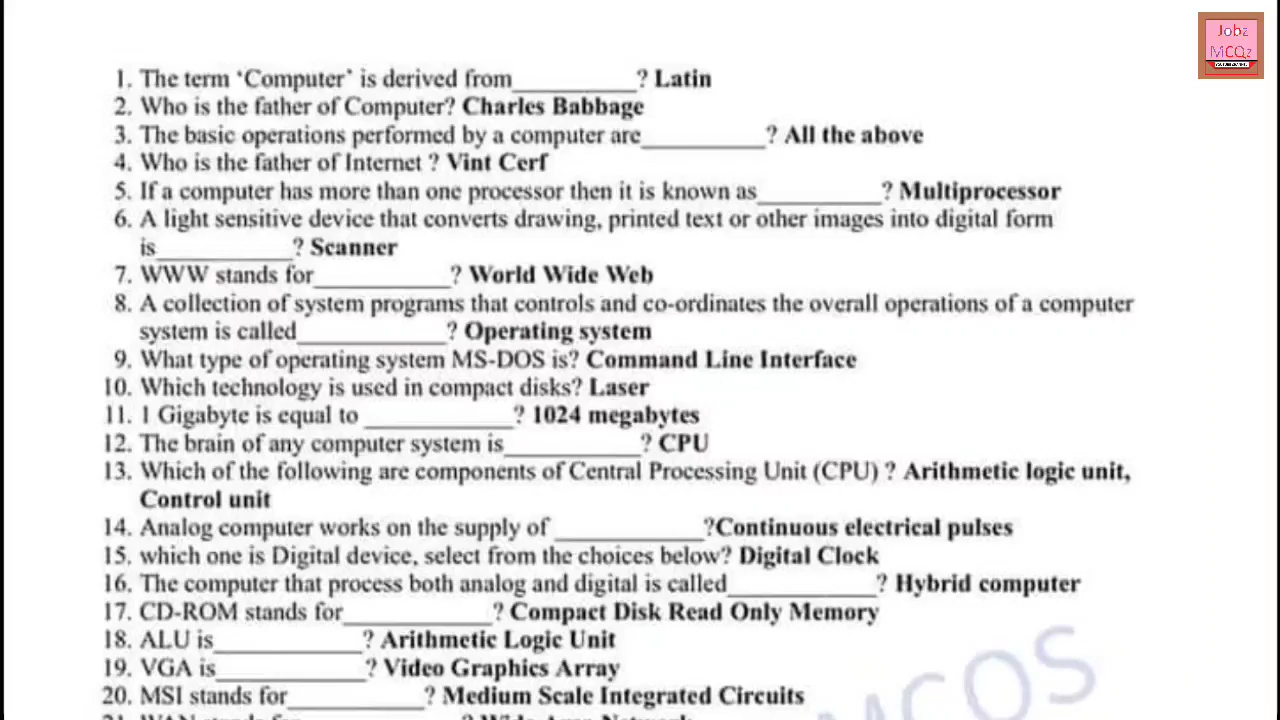 Jobz
MCQz
1. The term ‘Computer’ is derived from__________? Latin
2. Who is the father of Computer? Charles Babbage
3. The basic operations performed by a computer are__________? All the above
4. Who is the father of Internet ? Vint Cerf
5. If a computer has more than one processor then it is known as__________? Multiprocessor
6. A light sensitive device that converts drawing, printed text or other images into digital form
is___________? Scanner
7. WWW stands for___________? World Wide Web
8. A collection of system programs that controls and co-ordinates the overall operations of a computer
system is called____________? Operating system
9. What type of operating system MS-DOS is? Command Line Interface
10. Which technology is used in compact disks? Laser
11. 1 Gigabyte is equal to ____________? 1024 megabytes
12. The brain of any computer system is___________? CPU
13. Which of the following are components of Central Processing Unit (CPU) ? Arithmetic logic unit,
Control unit
14. Analog computer works on the supply of ____________?Continuous electrical pulses
15. which one is Digital device, select from the choices below? Digital Clock
16. The computer that process both analog and digital is called____________? Hybrid computer
17. CD-ROM stands for____________? Compact Disk Read Only Memory
18. ALU is____________? Arithmetic Logic Unit
19. VGA is____________? Video Graphics Array
20. MSI stands for___________? Medium Scale Integrated Circuits
21. WAN stands for____________? Wide Area Network
MCQS